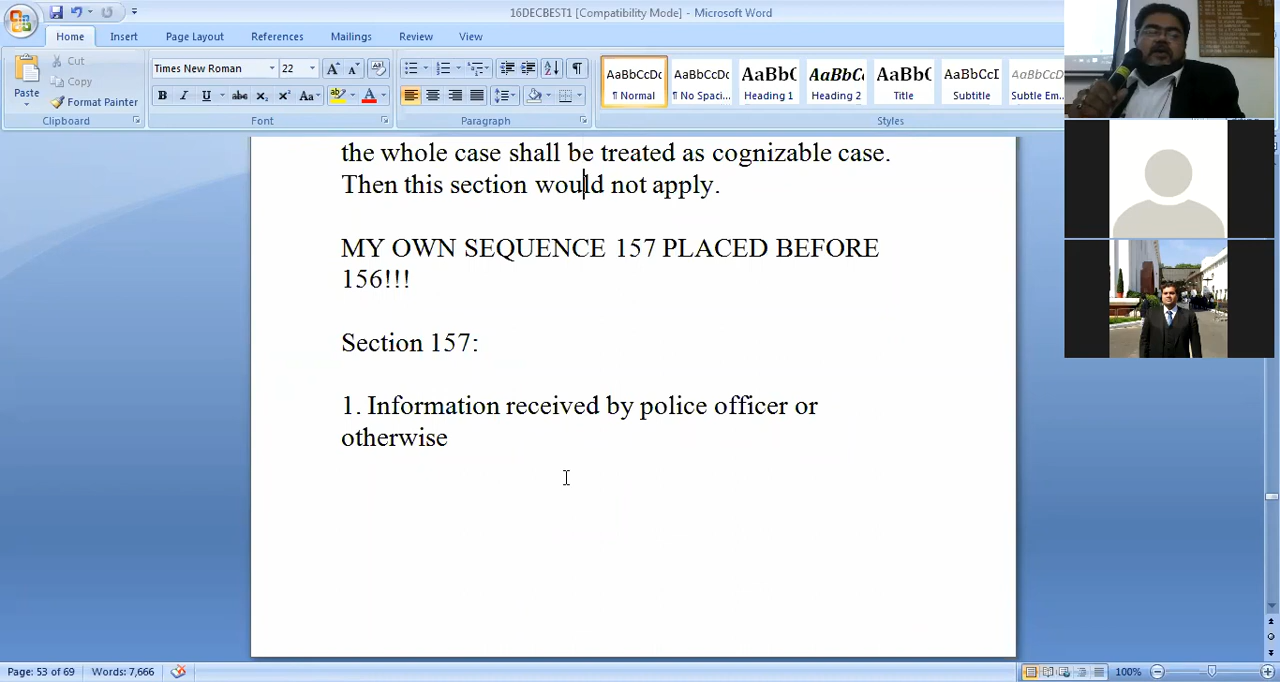 16DECBEST1 [Compatibility Mode] - Microsoft Word
Home Insert Page Layout References Mailings Review View
Cut
Copy
Format Painter
Paste
Clipboard
Times New Roman 22
Font
Paragraph
AaBbCcDc AaBbCcDc AaBbC AaBbC AaBbC AaBbCcI AaBbCcDc
¶ Normal ¶ No Spaci... Heading 1 Heading 2 Title Subtitle Subtle Em...
Styles
the whole case shall be treated as cognizable case.
Then this section would not apply.
MY OWN SEQUENCE 157 PLACED BEFORE
156!!!
Section 157:
1. Information received by police officer or
otherwise
Page: 53 of 69 Words: 7,666 100%